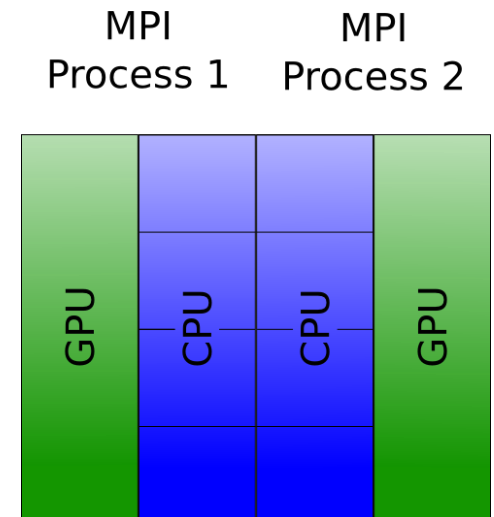 MPI
Process 1
MPI
Process 2
GPU
CPU
CPU
GPU